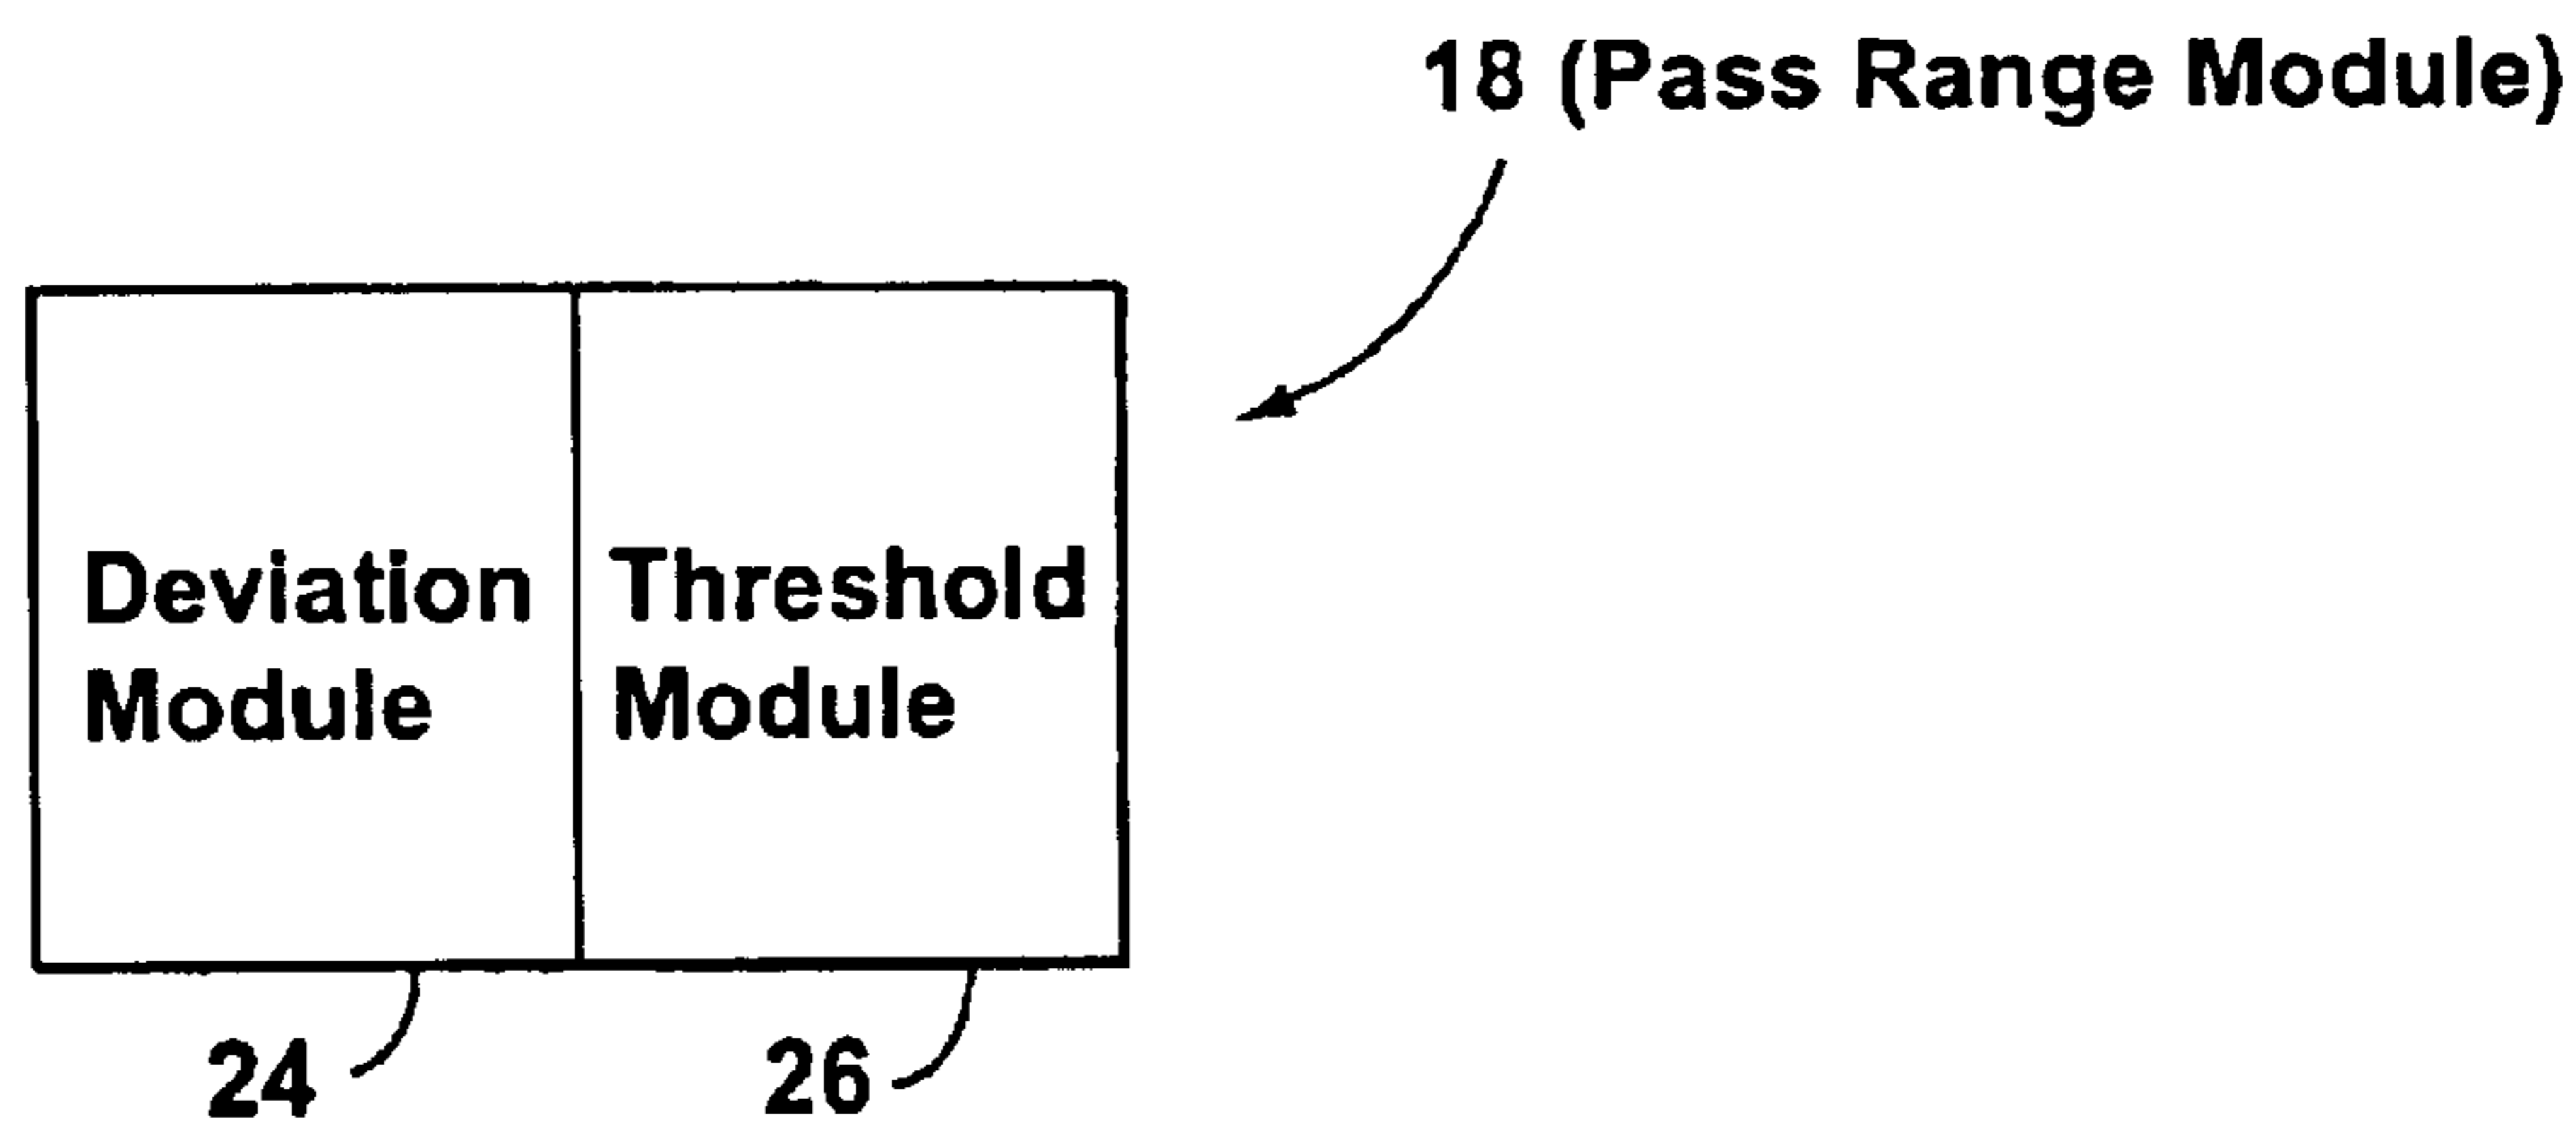 18 (Pass Range Module)
Deviation
Module
Threshold
Module
24
26